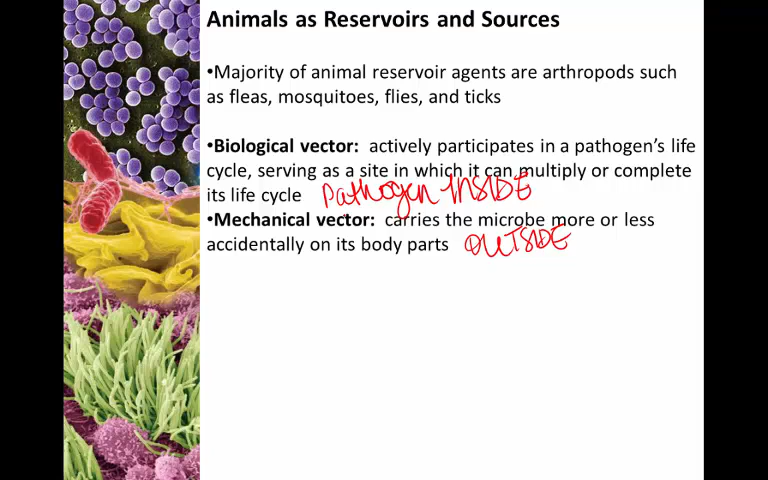 Animals as Reservoirs and Sources
•Majority of animal reservoir agents are arthropods such
as fleas, mosquitoes, flies, and ticks
•Biological vector: actively participates in a pathogen's life
cycle, serving as a site in which it can multiply or complete
its life cycle pathogen INSIDE
•Mechanical vector: carries the microbe more or less
accidentally on its body parts OUTSIDE